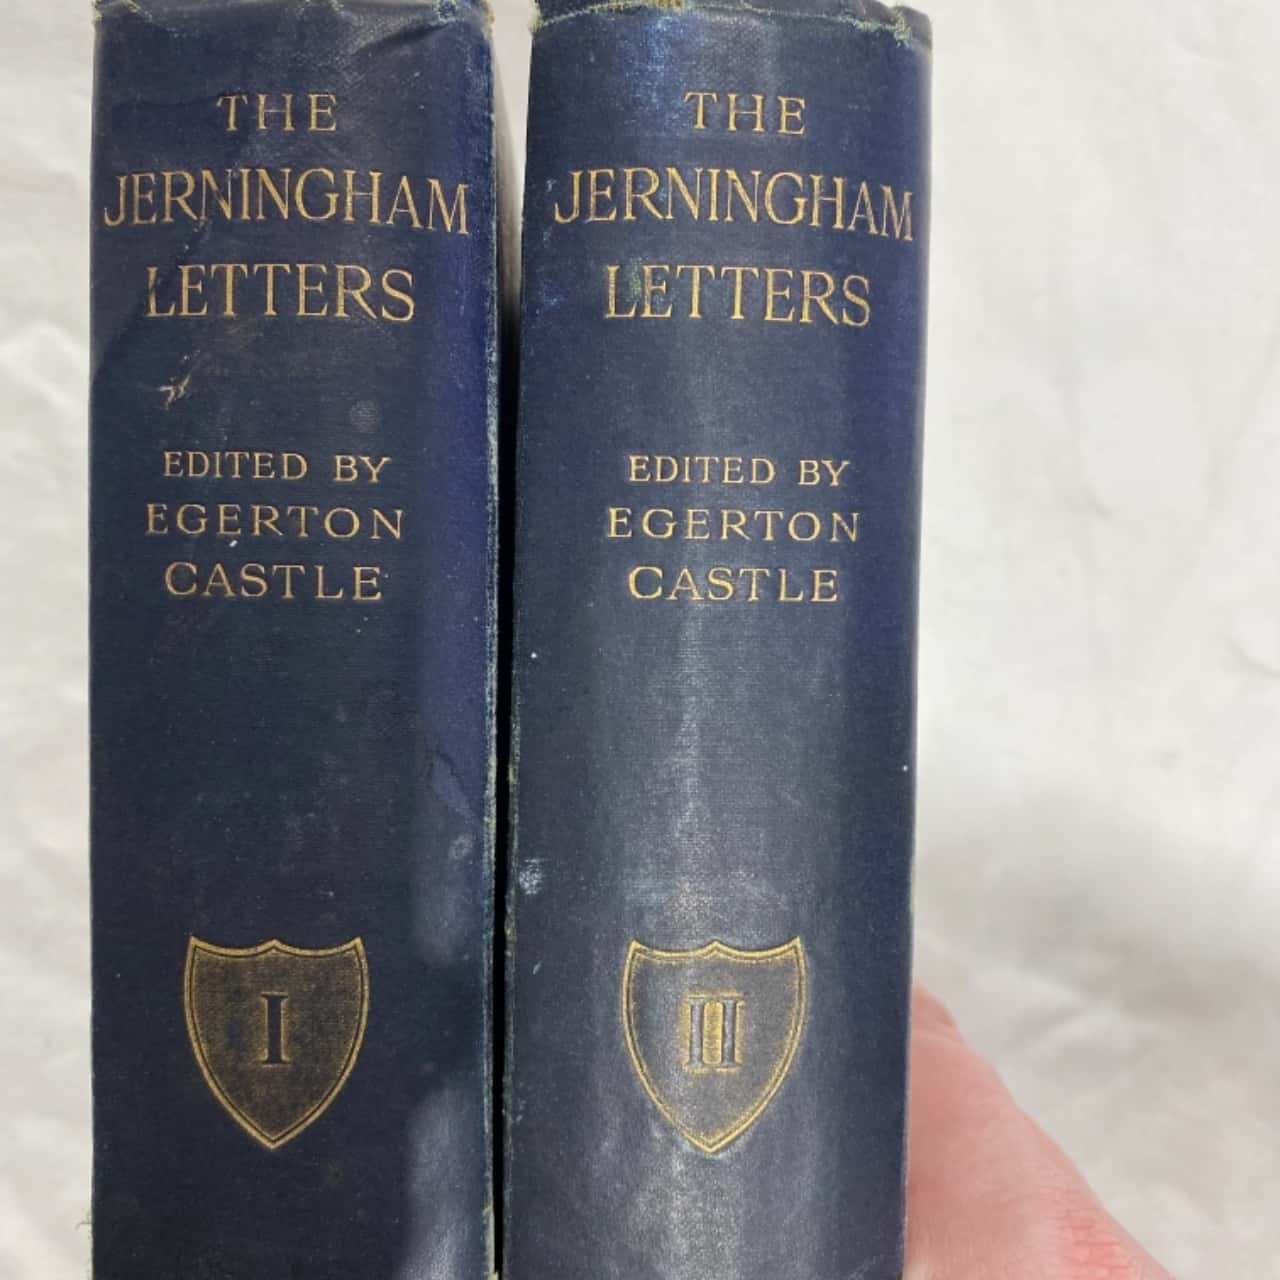 THE
JERNINGHAM
LETTERS
EDITED BY
EGERTON
CASTLE
I
THE
JERNINGHAM
LETTERS
EDITED BY
EGERTON
CASTLE
II